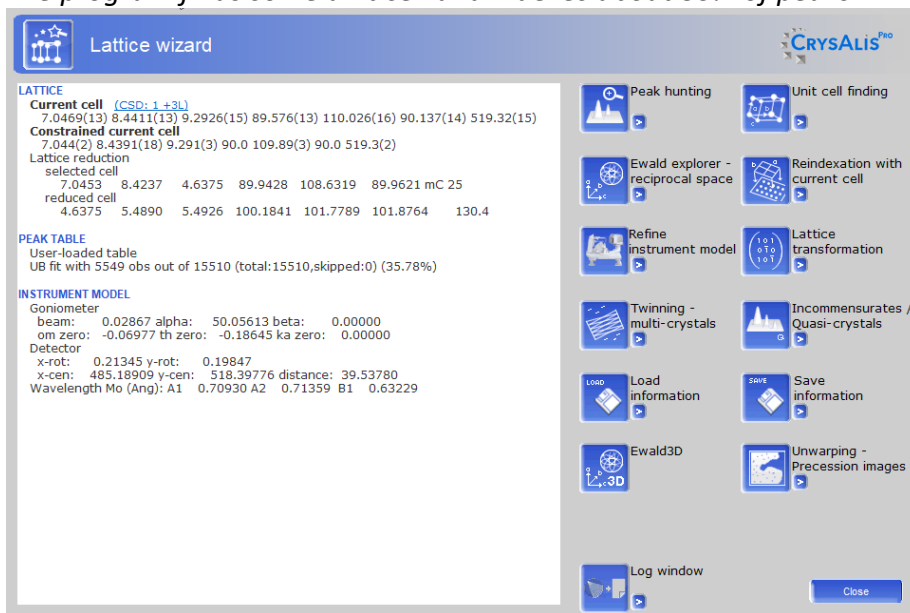 Lattice wizard
CRYSALIS PRO
LATTICE
Current cell (CSD: 1 +3L)
7.0469(13) 8.4411(13) 9.2926(15) 89.576(13) 110.026(16) 90.137(14) 519.32(15)
Constrained current cell
7.044(2) 8.4391(18) 9.291(3) 90.0 109.89(3) 90.0 519.3(2)
Lattice reduction
selected cell
7.0453 8.4237 4.6375 89.9428 108.6319 89.9621 mC 25
reduced cell
4.6375 5.4890 5.4926 100.1841 101.7789 101.8764 130.4
PEAK TABLE
User-loaded table
UB fit with 5549 obs out of 15510 (total:15510,skipped:0) (35.78%)
INSTRUMENT MODEL
Goniometer
beam: 0.02867 alpha: 50.05613 beta: 0.00000
om zero: -0.06977 th zero: -0.18645 ka zero: 0.00000
Detector
x-rot: 0.21345 y-rot: 0.19847
x-cen: 485.18909 y-cen: 518.39776 distance: 39.53780
Wavelength Mo (Ang): A1 0.70930 A2 0.71359 B1 0.63229
Peak hunting
Unit cell finding
Ewald explorer -
reciprocal space
Reindexation with
current cell
Refine
instrument model
Lattice
transformation
Twinning -
multi-crystals
Incommensurates /
Quasi-crystals
LOAD
Load
information
SAVE
Save
information
3D
Ewald3D
Unwarping -
Precession images
Log window
Close